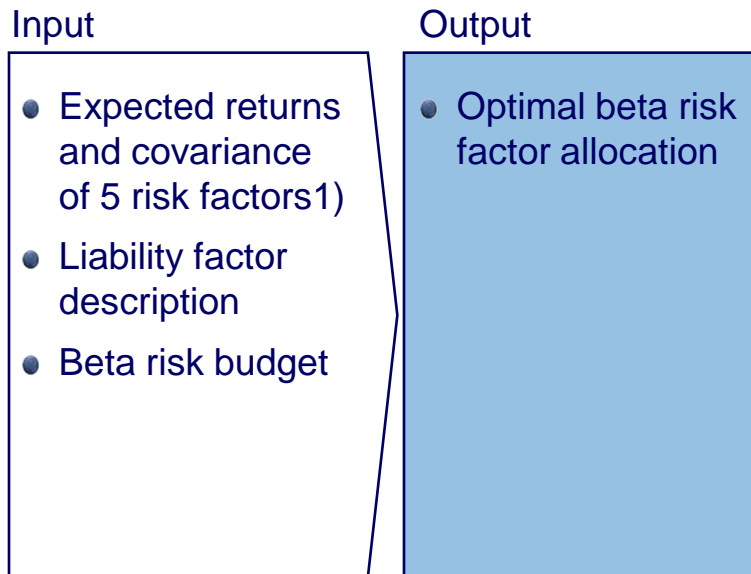 Input
Expected returns
and covariance
of 5 risk factors1)
Liability factor
description
Beta risk budget
Output
Optimal beta risk
factor allocation